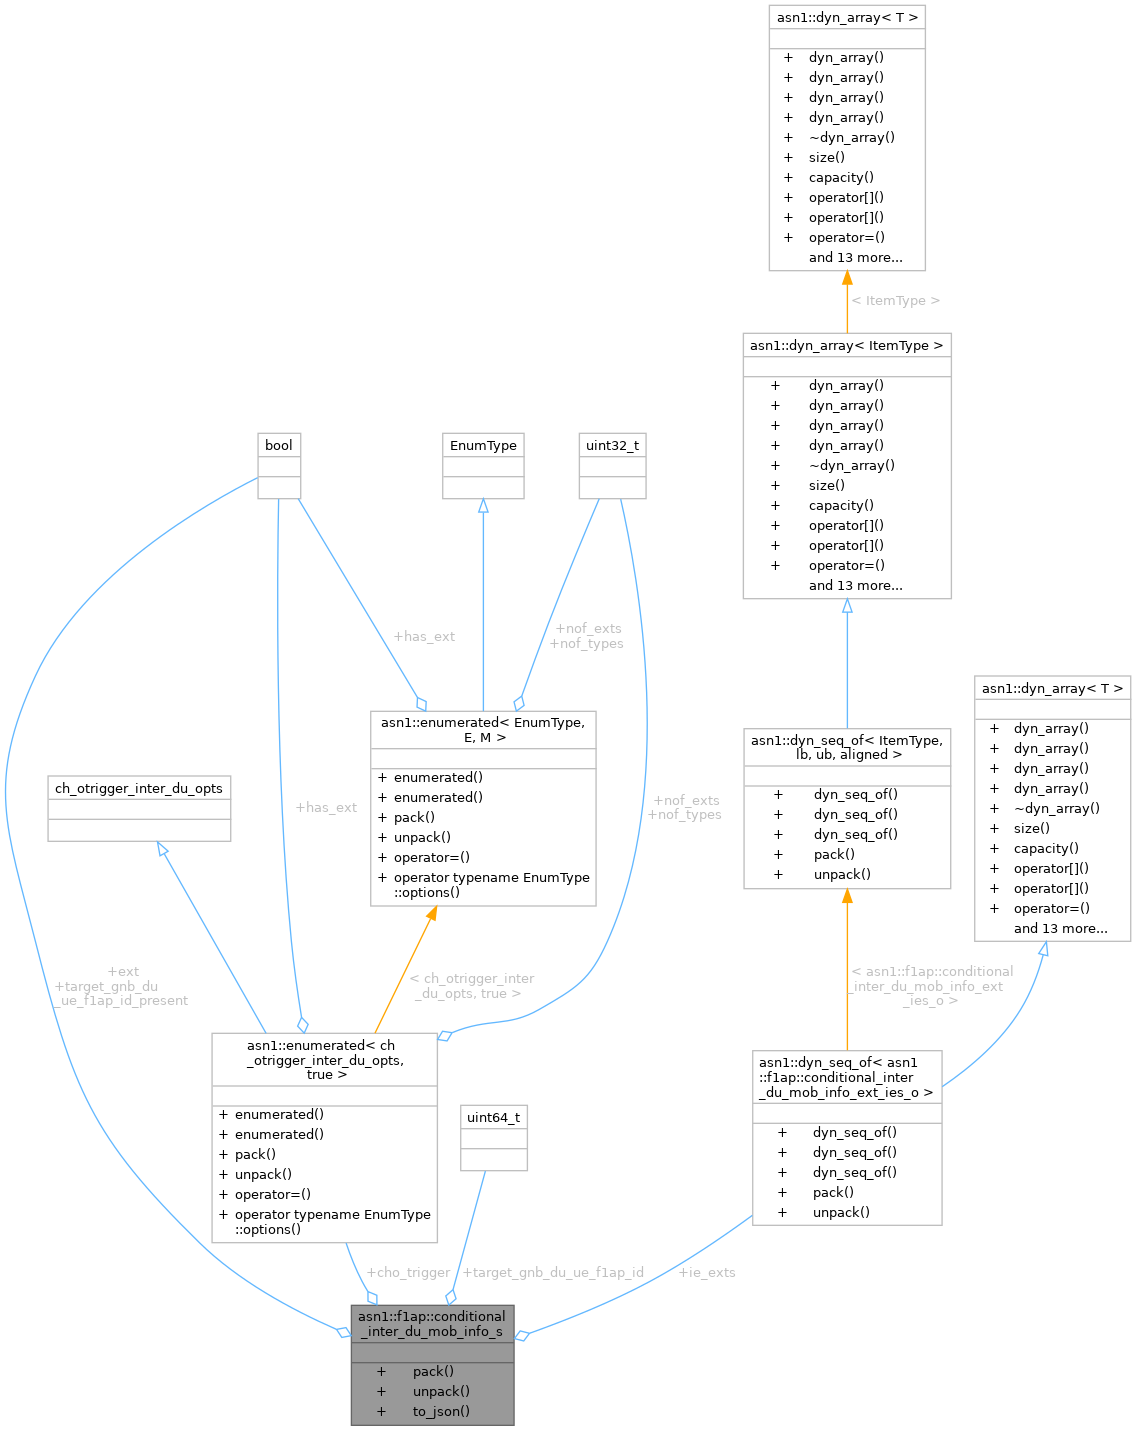 asn1::dyn_array< T >
+ dyn_array()
+ dyn_array()
+ dyn_array()
+ dyn_array()
+ ~dyn_array()
+ size()
+ capacity()
+ operator[]()
+ operator[]()
+ operator=()
and 13 more...
< ItemType >
asn1::dyn_array< ItemType >
+ dyn_array()
+ dyn_array()
+ dyn_array()
+ dyn_array()
+ ~dyn_array()
+ size()
+ capacity()
+ operator[]()
+ operator[]()
+ operator=()
and 13 more...
bool
EnumType
uint32_t
+has_ext
+nof_exts
+nof_types
asn1::dyn_array< T >
+ dyn_array()
+ dyn_array()
+ dyn_array()
+ dyn_array()
+ ~dyn_array()
+ size()
+ capacity()
+ operator[]()
+ operator[]()
+ operator=()
and 13 more...
asn1::enumerated< EnumType,
E, M >
+ enumerated()
+ enumerated()
+ pack()
+ unpack()
+ operator=()
+ operator typename EnumType
::options()
asn1::dyn_seq_of< ItemType,
lb, ub, aligned >
+ dyn_seq_of()
+ dyn_seq_of()
+ dyn_seq_of()
+ pack()
+ unpack()
ch_otrigger_inter_du_opts
+has_ext
+nof_exts
+nof_types
+ext
+target_gnb_du
_ue_f1ap_id_present
< ch_otrigger_inter
_du_opts, true >
< asn1::f1ap::conditional
_inter_du_mob_info_ext
_ies_o >
asn1::enumerated< ch
_otrigger_inter_du_opts,
true >
+ enumerated()
+ enumerated()
+ pack()
+ unpack()
+ operator=()
+ operator typename EnumType
::options()
uint64_t
asn1::dyn_seq_of< asn1
::f1ap::conditional_inter
_du_mob_info_ext_ies_o >
+ dyn_seq_of()
+ dyn_seq_of()
+ dyn_seq_of()
+ pack()
+ unpack()
+cho_trigger
+target_gnb_du_ue_f1ap_id
+ie_exts
asn1::f1ap::conditional
_inter_du_mob_info_s
+ pack()
+ unpack()
+ to_json()